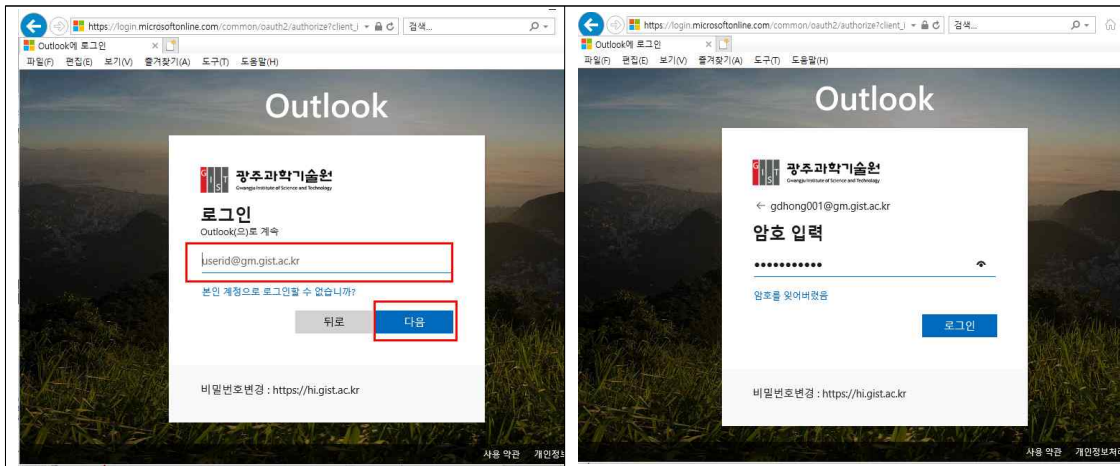 https://login.microsoftonline.com/common/oauth2/authorize?client_i
검색...
Outlook에 로그인
파일(F) 편집(E) 보기(V) 즐겨찾기(A) 도구(T) 도움말(H)
Outlook
GIST 광주과학기술원
Gwangju Institute of Science and Technology
로그인
Outlook(으)로 계속
userid@gm.gist.ac.kr
본인 계정으로 로그인할 수 없습니까?
뒤로 다음
비밀번호변경 : https://hi.gist.ac.kr
사용 약관 개인정보
https://login.microsoftonline.com/common/oauth2/authorize?client_i
검색...
Outlook에 로그인
파일(F) 편집(E) 보기(V) 즐겨찾기(A) 도구(T) 도움말(H)
Outlook
GIST 광주과학기술원
Gwangju Institute of Science and Technology
← gdhong001@gm.gist.ac.kr
암호 입력
암호를 잊어버렸음
로그인
비밀번호변경 : https://hi.gist.ac.kr
사용 약관 개인정보처